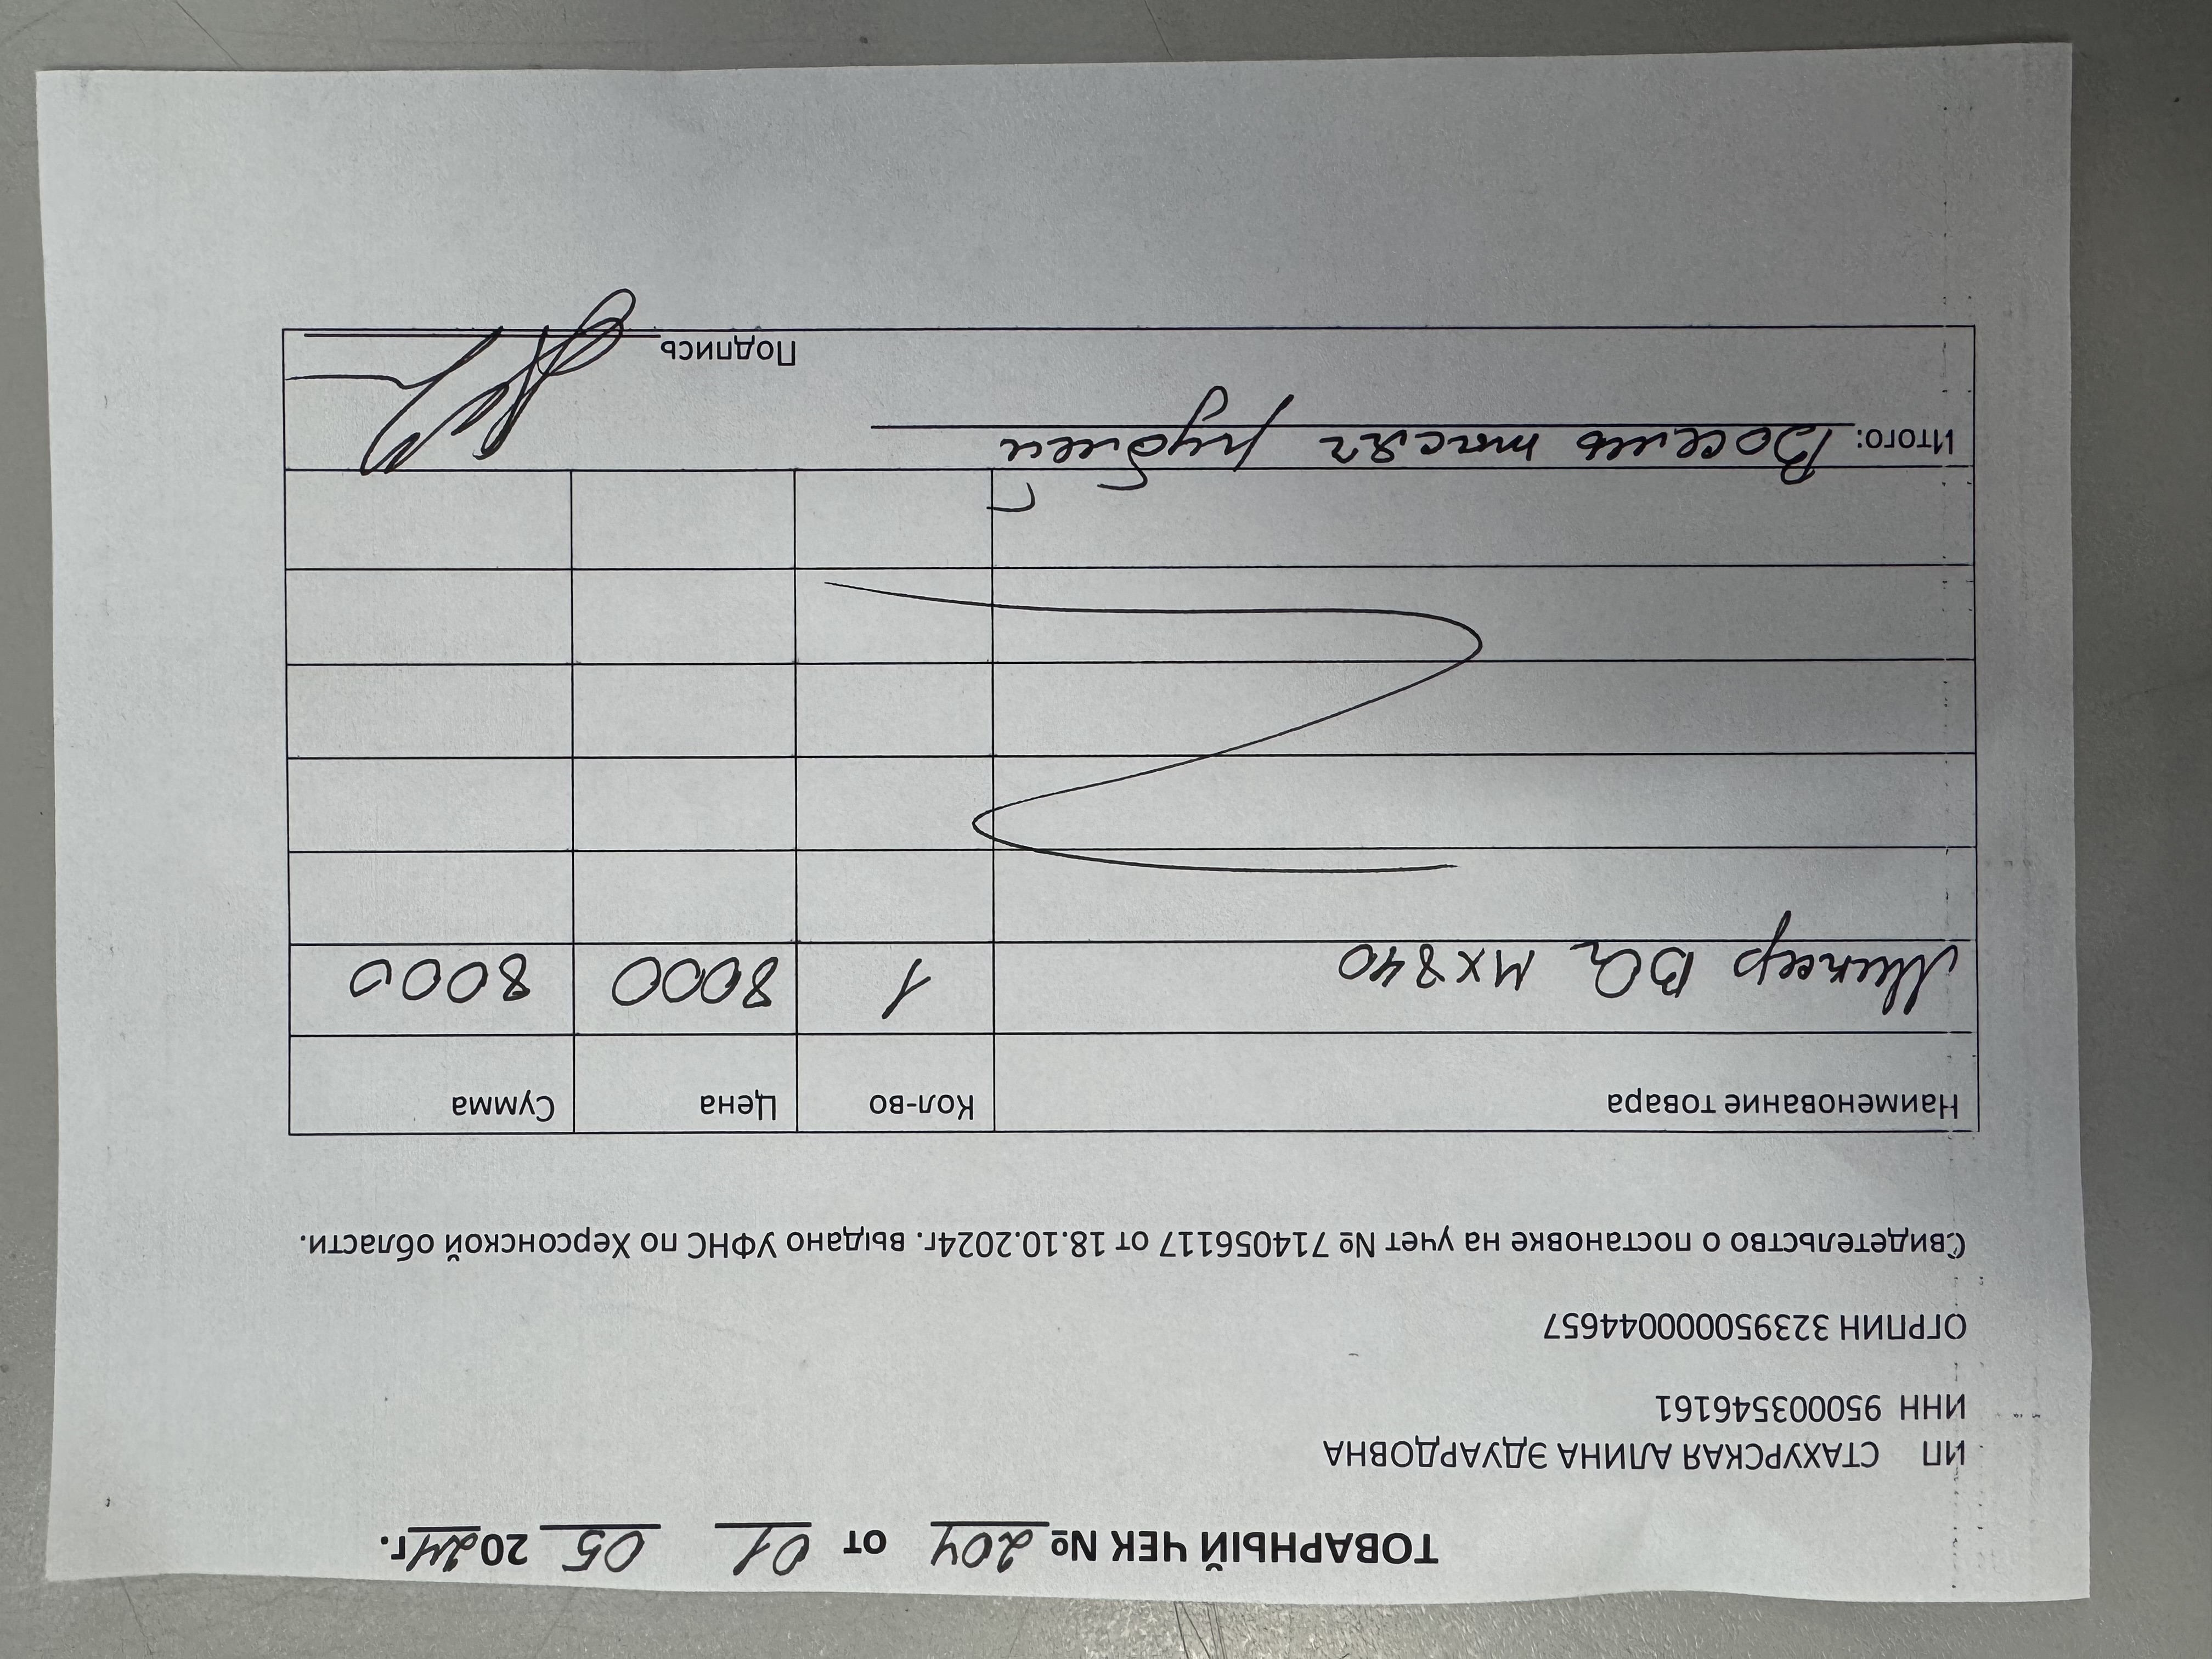 ТОВАРНЫЙ ЧЕК № 204 от 01 05 2024г.
ИП СТАХУРСКАЯ АЛИНА ЭДУАРДОВНА
ИНН 950003546161
ОГРПИН 323950000044657
Свидетельство о постановке на учет № 714056117 от 18.10.2024г. выдано УФНС по Херсонской области.
Наименование товара Кол-во Цена Сумма
Миксер BQ MX840 1 8000 8000
Итого: Восемь тысяч рублей
Подпись